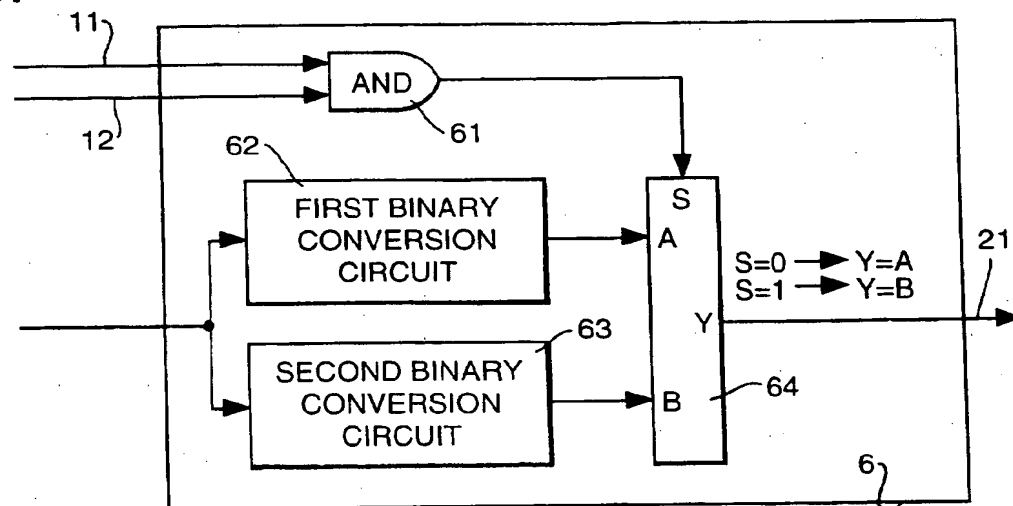 11
12
AND
61
62
FIRST BINARY
CONVERSION
CIRCUIT
S
A
S=0 → Y=A
S=1 → Y=B
21
Y
63
SECOND BINARY
CONVERSION
CIRCUIT
B
64
6